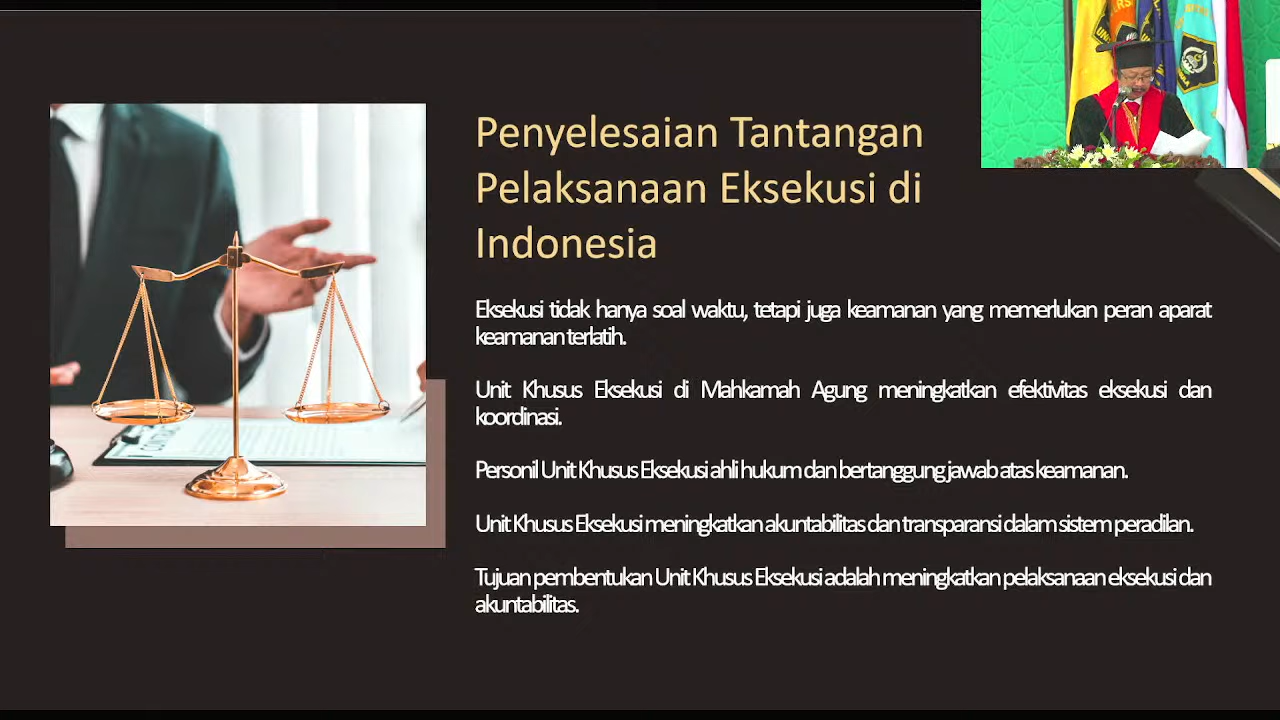 Penyelesaian Tantangan
Pelaksanaan Eksekusi di
Indonesia
Eksekusi tidak hanya soal waktu, tetapi juga keamanan yang memerlukan peran aparat
keamanan terlatih.
Unit Khusus Eksekusi di Mahkamah Agung meningkatkan efektivitas eksekusi dan
koordinasi.
Personil Unit Khusus Eksekusi ahli hukum dan bertanggung jawab atas keamanan.
Unit Khusus Eksekusi meningkatkan akuntabilitas dan transparansi dalam sistem peradilan.
Tujuan pembentukan Unit Khusus Eksekusi adalah meningkatkan pelaksanaan eksekusi dan
akuntabilitas.